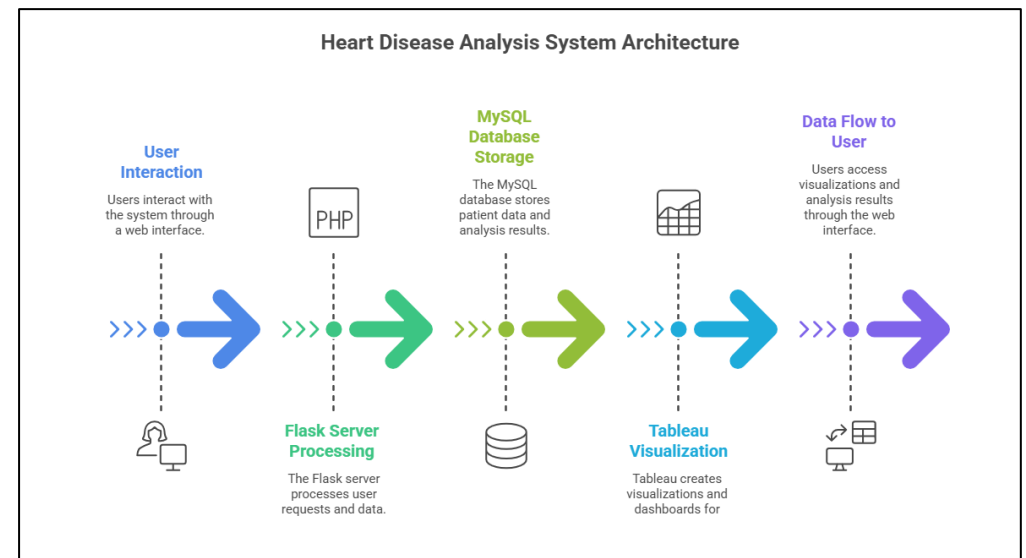 Heart Disease Analysis System Architecture
User
Interaction
Users interact with
the system through
a web interface.
PHP
Flask Server
Processing
The Flask server
processes user
requests and data.
MySQL
Database
Storage
The MySQL
database stores
patient data and
analysis results.
Tableau
Visualization
Tableau creates
visualizations and
dashboards for
Data Flow to
User
Users access
visualizations and
analysis results
through the web
interface.